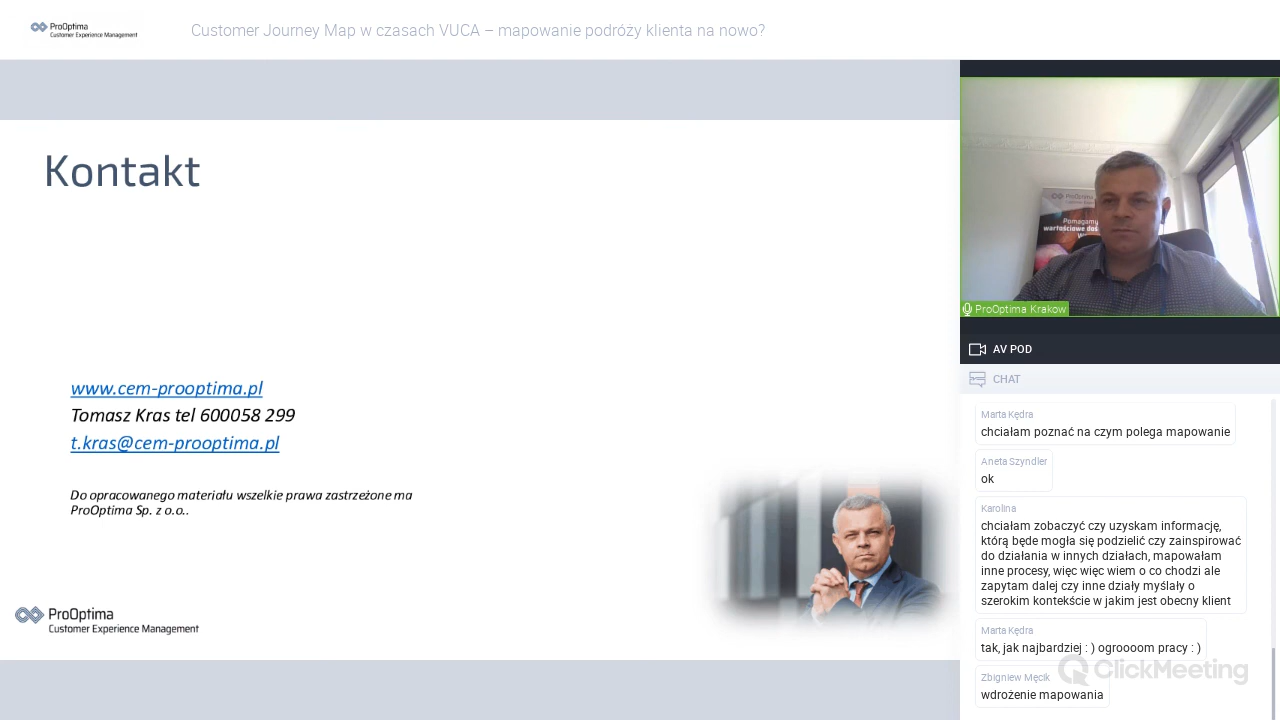 ProOptima
Customer Experience Management
Customer Journey Map w czasach VUCA – mapowanie podróży klienta na nowo?
Kontakt
www.cem-prooptima.pl
Tomasz Kras tel 600058 299
t.kras@cem-prooptima.pl
Do opracowanego materiału wszelkie prawa zastrzeżone ma
ProOptima Sp. z o.o..
ProOptima
Customer Experience Management
ProOptima
Pomagamy
wartościowe
ProOptima Krakow
AV POD
CHAT
Marta Kędra
chciałam poznać na czym polega mapowanie
Aneta Szyndler
ok
Karolina
chciałam zobaczyć czy uzyskam informację,
którą będe mogła się podzielić czy zainspirować
do działania w innych działach, mapowałam
inne procesy, więc więc wiem o co chodzi ale
zapytam dalej czy inne działy myślały o
szerokim kontekście w jakim jest obecny klient
Marta Kędra
tak, jak najbardziej : ) ogroooom pracy : )
Zbigniew Męcik
wdrożenie mapowania
ClickMeeting